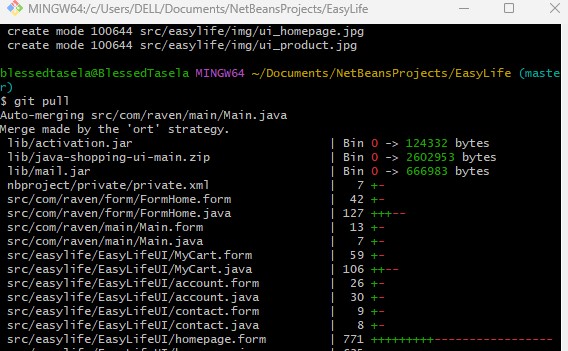 MINGW64:/c/Users/DELL/Documents/NetBeansProjects/EasyLife
create mode 100644 src/easylife/img/ui_homepage.jpg
create mode 100644 src/easylife/img/ui_product.jpg
blessedtasela@BlessedTasela MINGW64 ~/Documents/NetBeansProjects/EasyLife (maste
r)
$ git pull
Auto-merging src/com/raven/main/Main.java
Merge made by the 'ort' strategy.
lib/activation.jar | Bin 0 -> 124332 bytes
lib/java-shopping-ui-main.zip | Bin 0 -> 2602953 bytes
lib/mail.jar | Bin 0 -> 666983 bytes
nbproject/private/private.xml | 7 +-
src/com/raven/form/FormHome.form | 42 +-
src/com/raven/form/FormHome.java | 127 +++--
src/com/raven/main/Main.form | 13 +-
src/com/raven/main/Main.java | 7 +-
src/easylife/EasyLifeUI/MyCart.form | 59 +-
src/easylife/EasyLifeUI/MyCart.java | 106 ++--
src/easylife/EasyLifeUI/account.form | 26 +-
src/easylife/EasyLifeUI/account.java | 30 +-
src/easylife/EasyLifeUI/contact.form | 9 +-
src/easylife/EasyLifeUI/contact.java | 8 +-
src/easylife/EasyLifeUI/homepage.form | 771 +++++++++-----------------